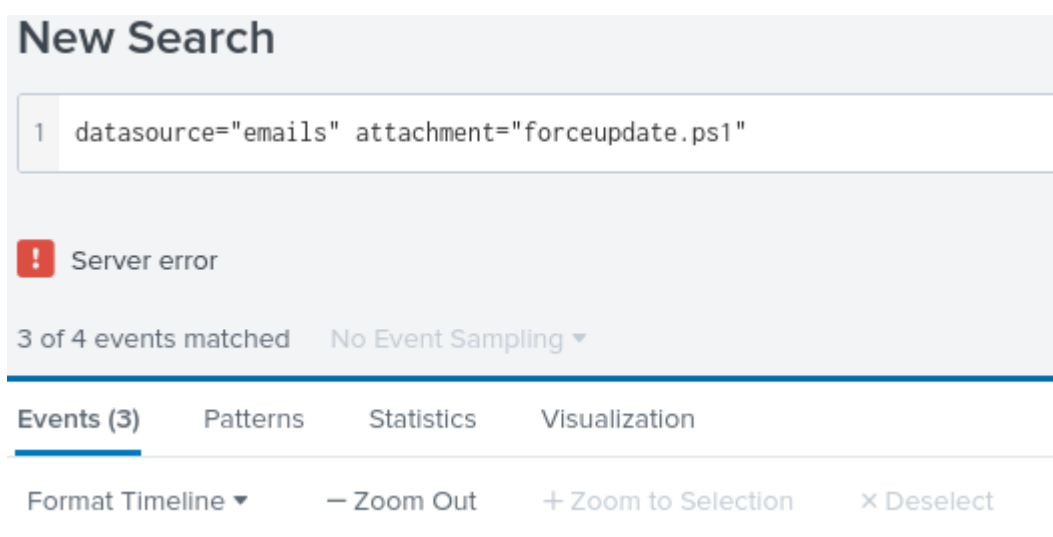 New Search
1 datasource="emails" attachment="forceupdate.ps1"
! Server error
3 of 4 events matched No Event Sampling
Events (3) Patterns Statistics Visualization
Format Timeline — Zoom Out + Zoom to Selection × Deselect